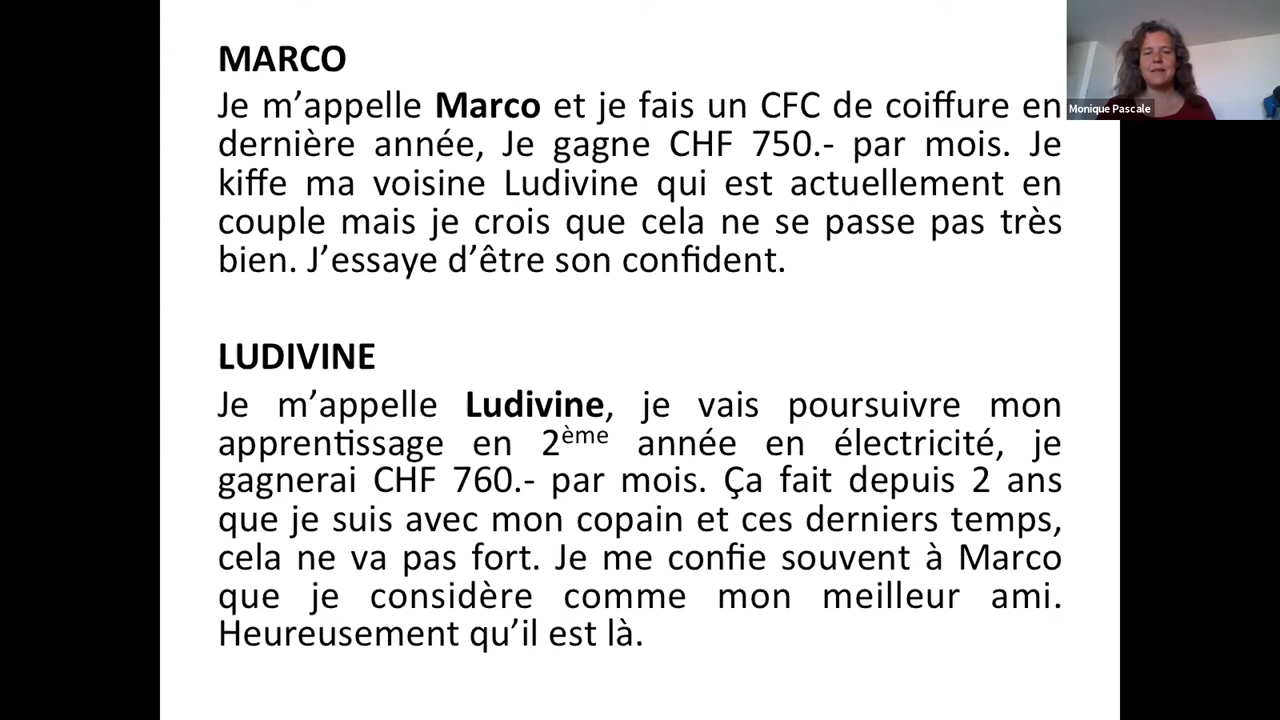 MARCO
Je m’appelle Marco et je fais un CFC de coiffure en
dernière année, Je gagne CHF 750.- par mois. Je
kiffe ma voisine Ludivine qui est actuellement en
couple mais je crois que cela ne se passe pas très
bien. J’essaye d’être son confident.
LUDIVINE
Je m’appelle Ludivine, je vais poursuivre mon
apprentissage en 2ème année en électricité, je
gagnerai CHF 760.- par mois. Ça fait depuis 2 ans
que je suis avec mon copain et ces derniers temps,
cela ne va pas fort. Je me confie souvent à Marco
que je considère comme mon meilleur ami.
Heureusement qu’il est là.
Monique Pascale